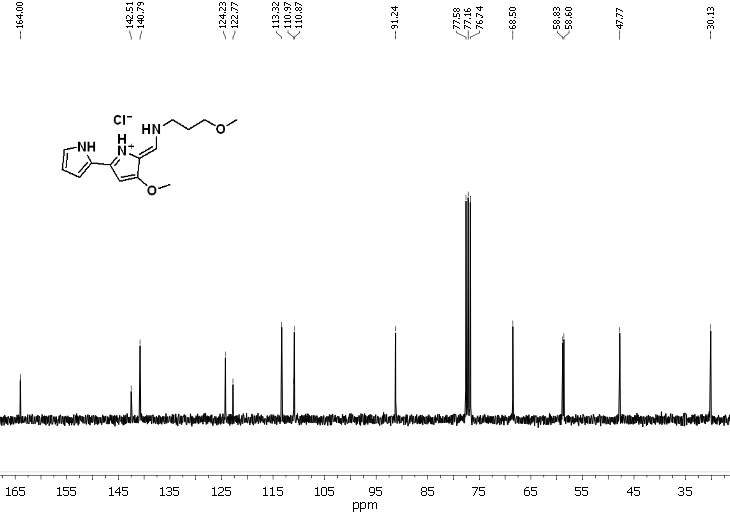 164.00
142.51
140.79
124.23
122.77
113.32
110.97
110.87
91.24
77.58
77.16
76.74
68.50
58.83
58.60
47.77
30.13
Cl−
HN
O
H
N+
NH
O
165 155 145 135 125 115 105 95 85 75 65 55 45 35
ppm